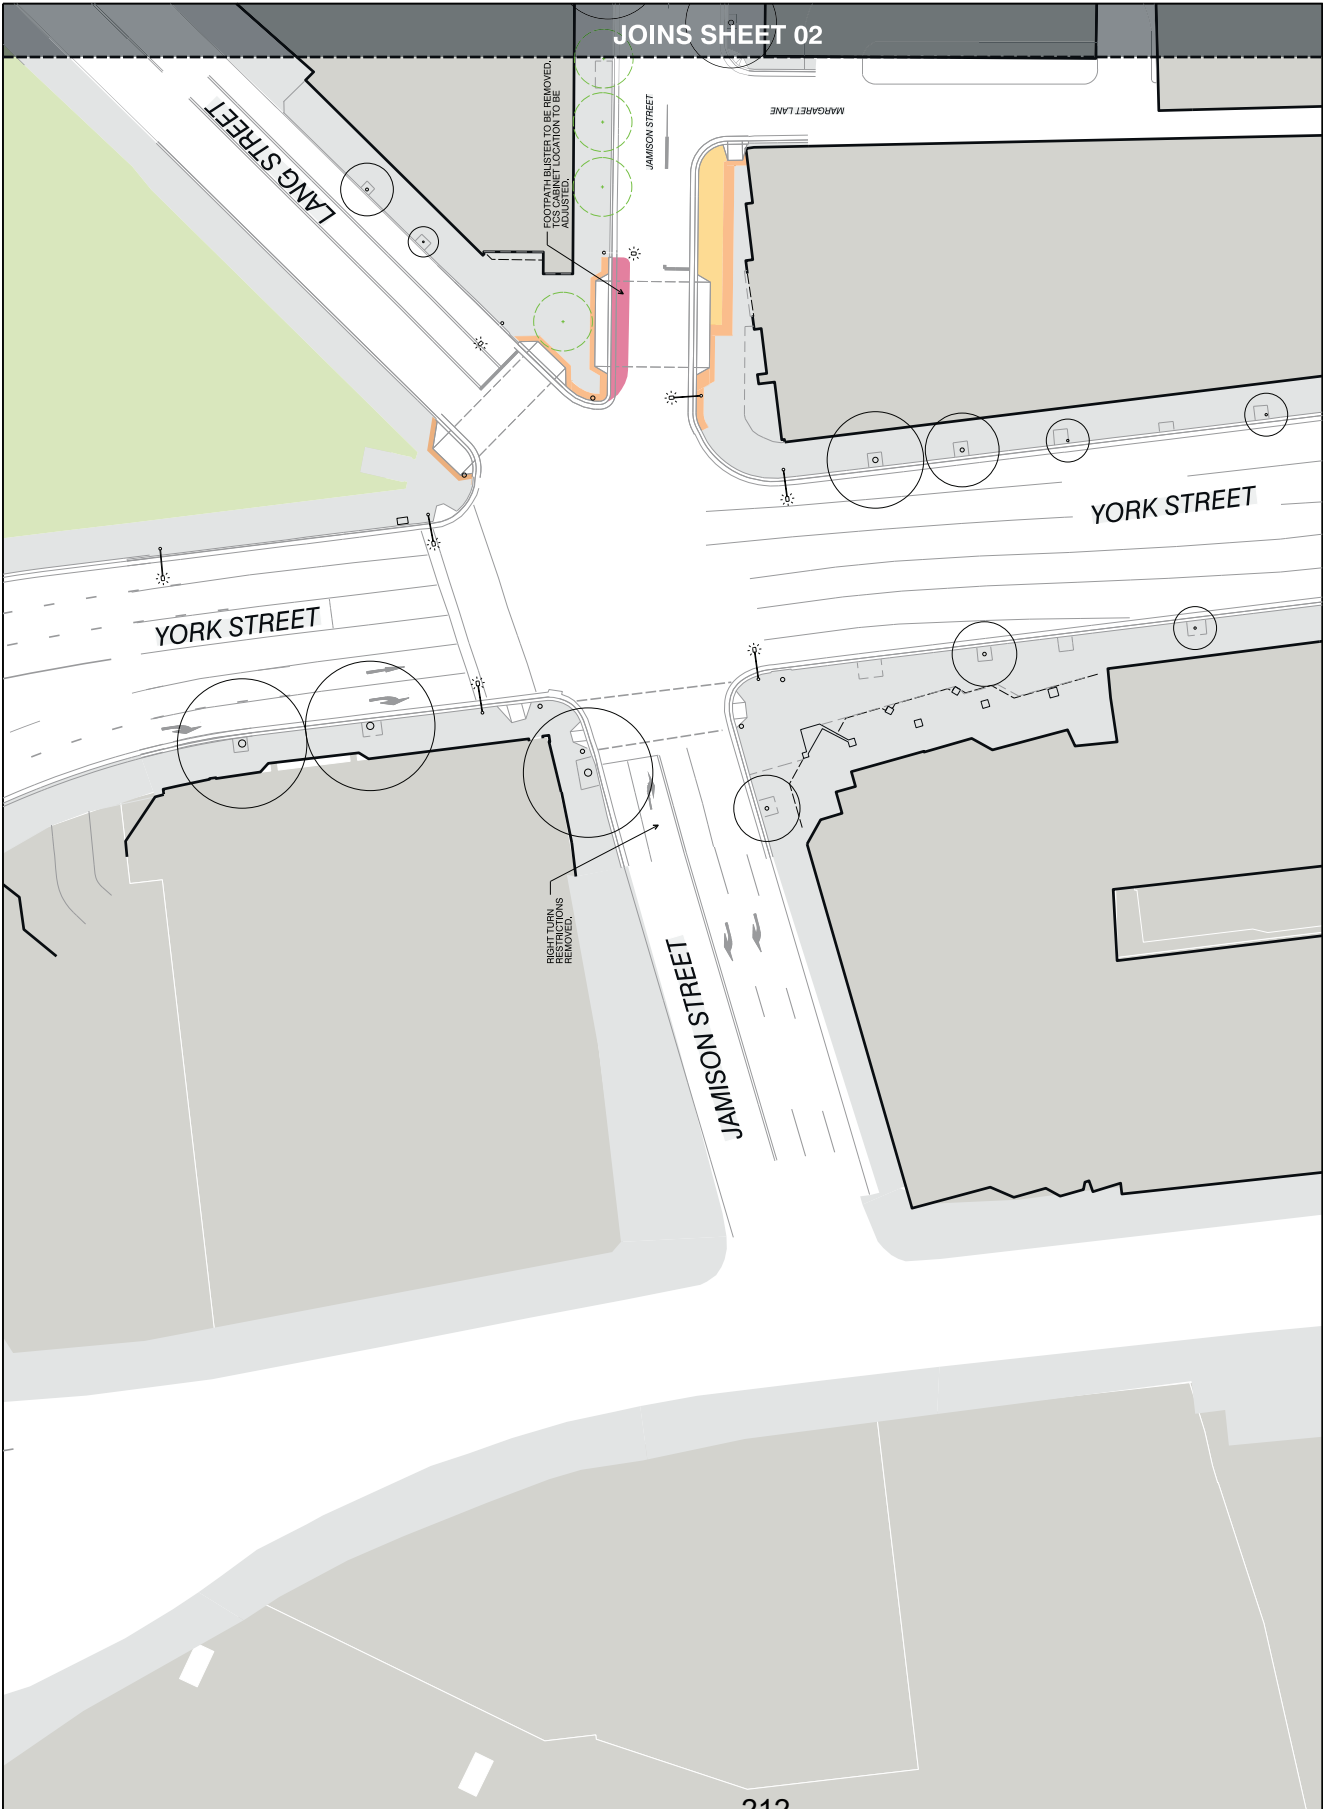 JOINS SHEET 02
LANG STREET
FOOTPATH BLISTER TO BE REMOVED.
TCS CABINET LOCATION TO BE
ADJUSTED.
JAMISON STREET
MARGARET LANE
YORK STREET
YORK STREET
RIGHT TURN
RESTRICTIONS
REMOVED.
JAMISON STREET
212